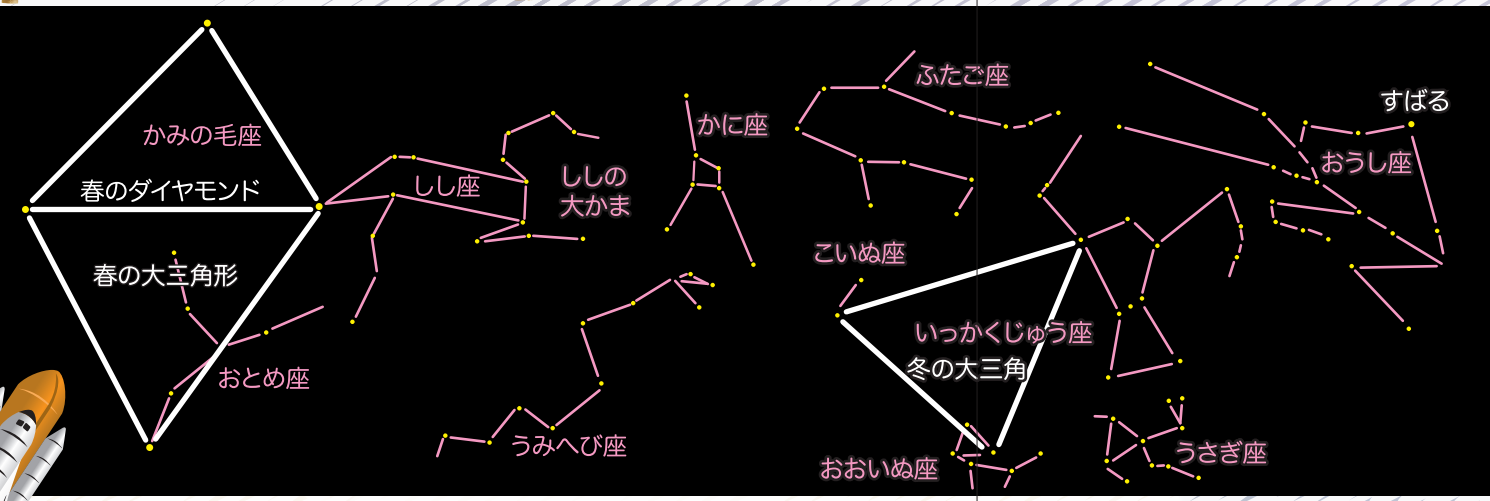 かみの毛座
春のダイヤモンド
春の大三角形
おとめ座
しし座
ししの
大かま
うみへび座
かに座
ふたご座
こいぬ座
いっかくじゅう座
冬の大三角
おおいぬ座
うさぎ座
おうし座
すばる